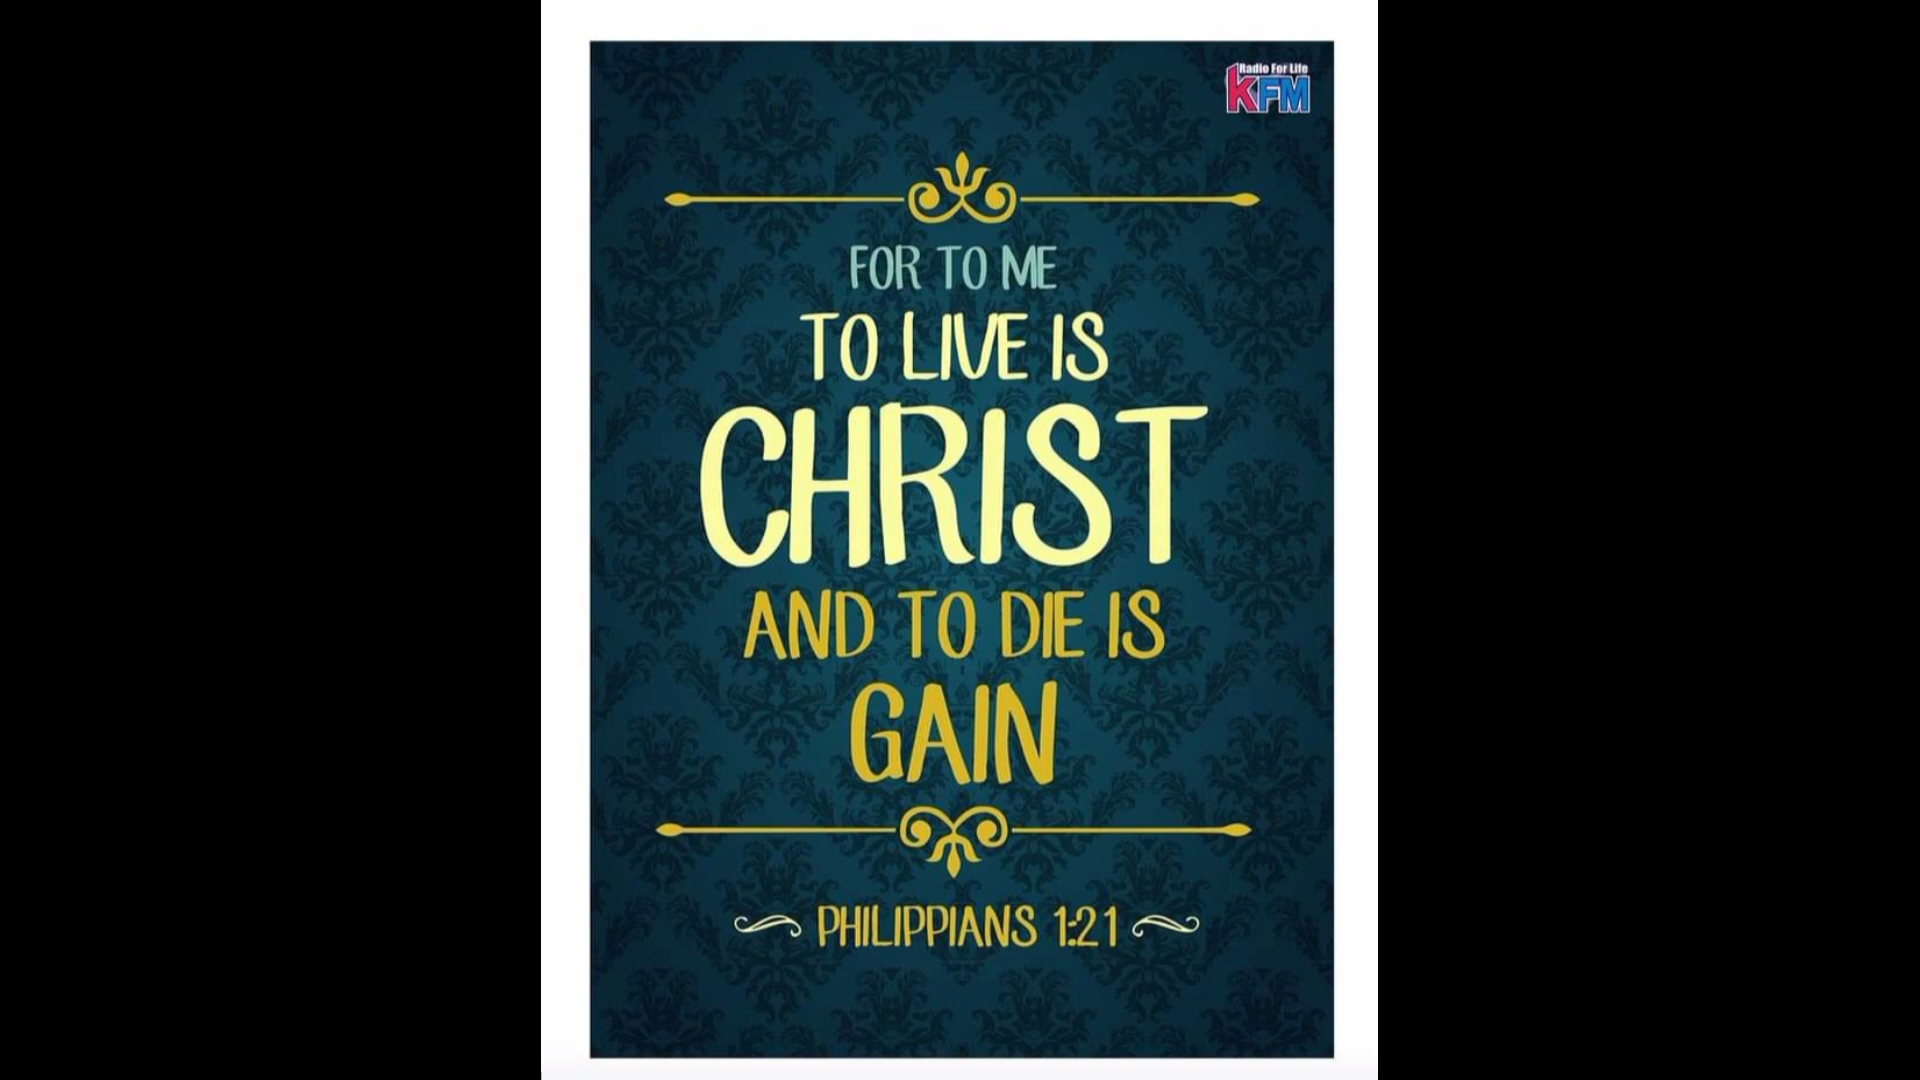 Radio For Life
KFM
FOR TO ME
TO LIVE IS
CHRIST
AND TO DIE IS
GAIN
PHILIPPIANS 1:21